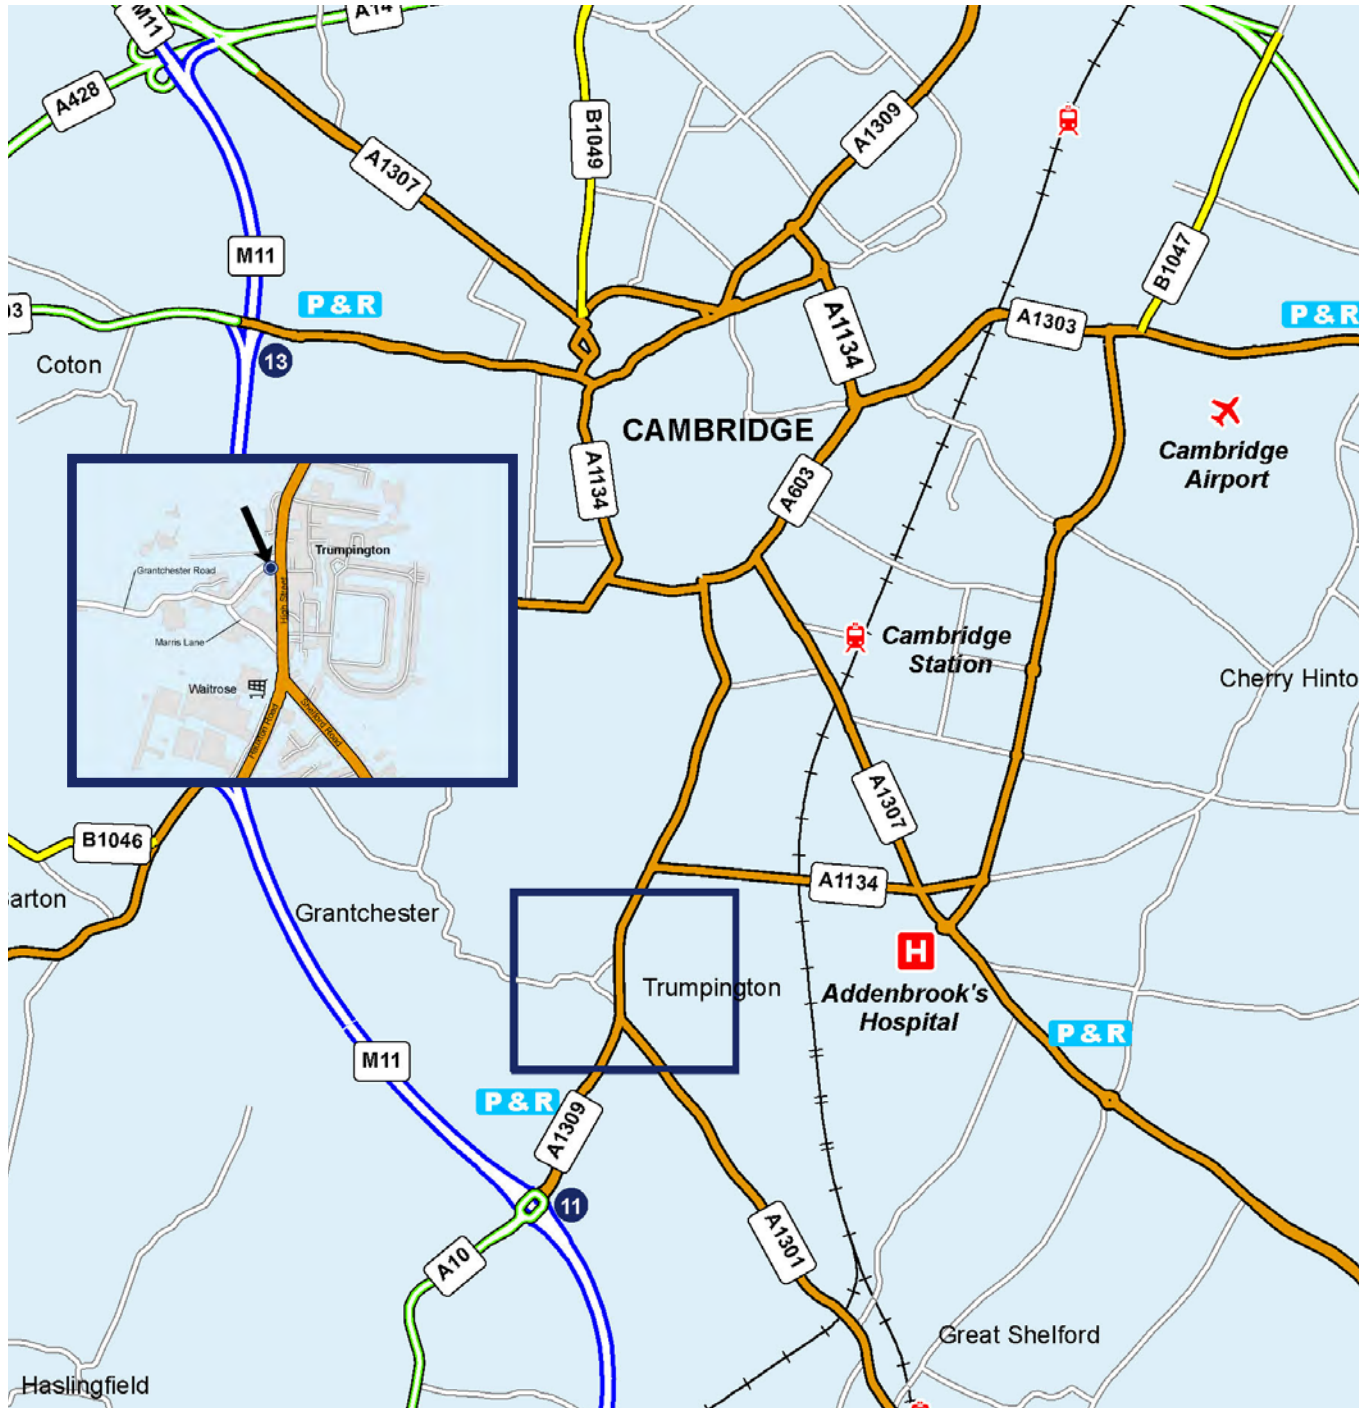 M11
A14
A428
B1049
A1309
A1307
M11
B1047
P & R
A1303
P & R
A1134
13
Coton
CAMBRIDGE
Cambridge
Airport
A1134
A603
Trumpington
Grantchester Road
High Street
Marris Lane
Waitrose
Hauxton Road
Shelford Road
Cambridge
Station
Cherry Hinto
A1307
B1046
A1134
arton
Grantchester
H
Trumpington
Addenbrook's
Hospital
P & R
M11
P & R
A1309
11
A1301
A10
Great Shelford
Haslingfield